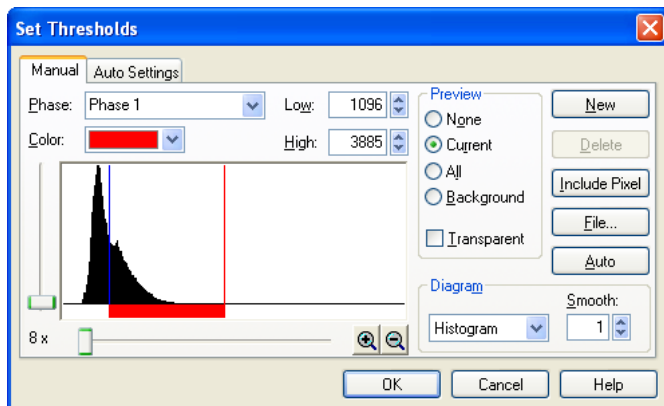 Set Thresholds
Manual
Auto Settings
Phase:
Phase 1
Low:
1096
Color:
High:
3885
8 x
Preview
None
Current
All
Background
Transparent
Diagram
Histogram
Smooth:
1
New
Delete
Include Pixel
File...
Auto
OK
Cancel
Help